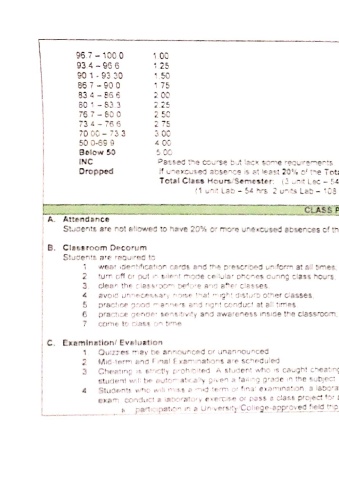 96.7 – 100.0 1.00
93.4 – 96.6 1.25
90.1 - 93.30 1.50
86.7 – 90.0 1.75
83.4 – 86.6 2.00
80.1 – 83.3 2.25
76.7 – 80.0 2.50
73.4 – 76.6 2.75
70.00 – 73.3 3.00
50.0-69.9 4.00
Below 50 5.00
INC Passed the course but lack some requirements
Dropped If unexcused absence is at least 20% of the Tota
Total Class Hours/Semester: (3 unit Lec – 54
(1 unit Lab – 54 hrs 2 units Lab – 108
CLASS P
A. Attendance
Students are not allowed to have 20% or more unexcused absences of th
B. Classroom Decorum
Students are required to
1 wear identification cards and the prescribed uniform at all times
2 turn off or put in silent mode cellular phones during class hours
3 clean the classroom before and after classes
4 avoid unnecessary noise that might disturb other classes
5 practice good manners and right conduct at all times
6 practice gender sensitivity and awareness inside the classroom
7 come to class on time
C. Examination/ Evaluation
1 Quizzes may be announced or unannounced
2 Mid-term and Final Examinations are scheduled
3 Cheating is strictly prohibited. A student who is caught cheating
student will be automatically given a failing grade in the subject
4 Students who will miss a mid term or final examination, a labora
exam, conduct a laboratory exercise or pass a class project for
a. participation in a University/College-approved field trip